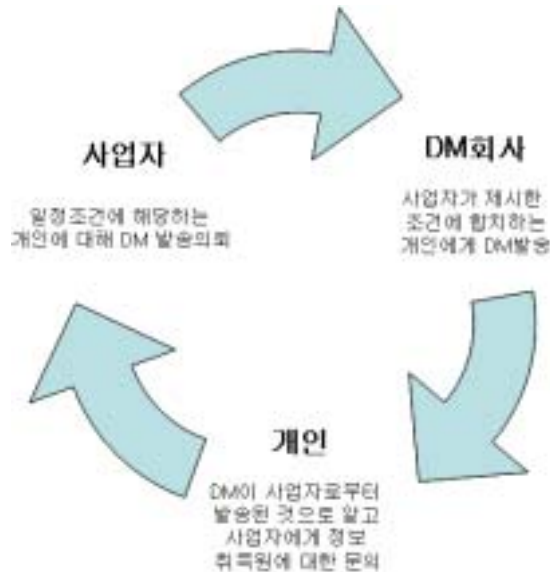 사업자
일정조건에 해당하는
개인에 대해 DM 발송의뢰
DM회사
사업자가 제시한
조건에 합치하는
개인에게 DM발송
개인
DM이 사업자로부터
발송된 것으로 알고
사업자에게 정보
취득원에 대한 문의